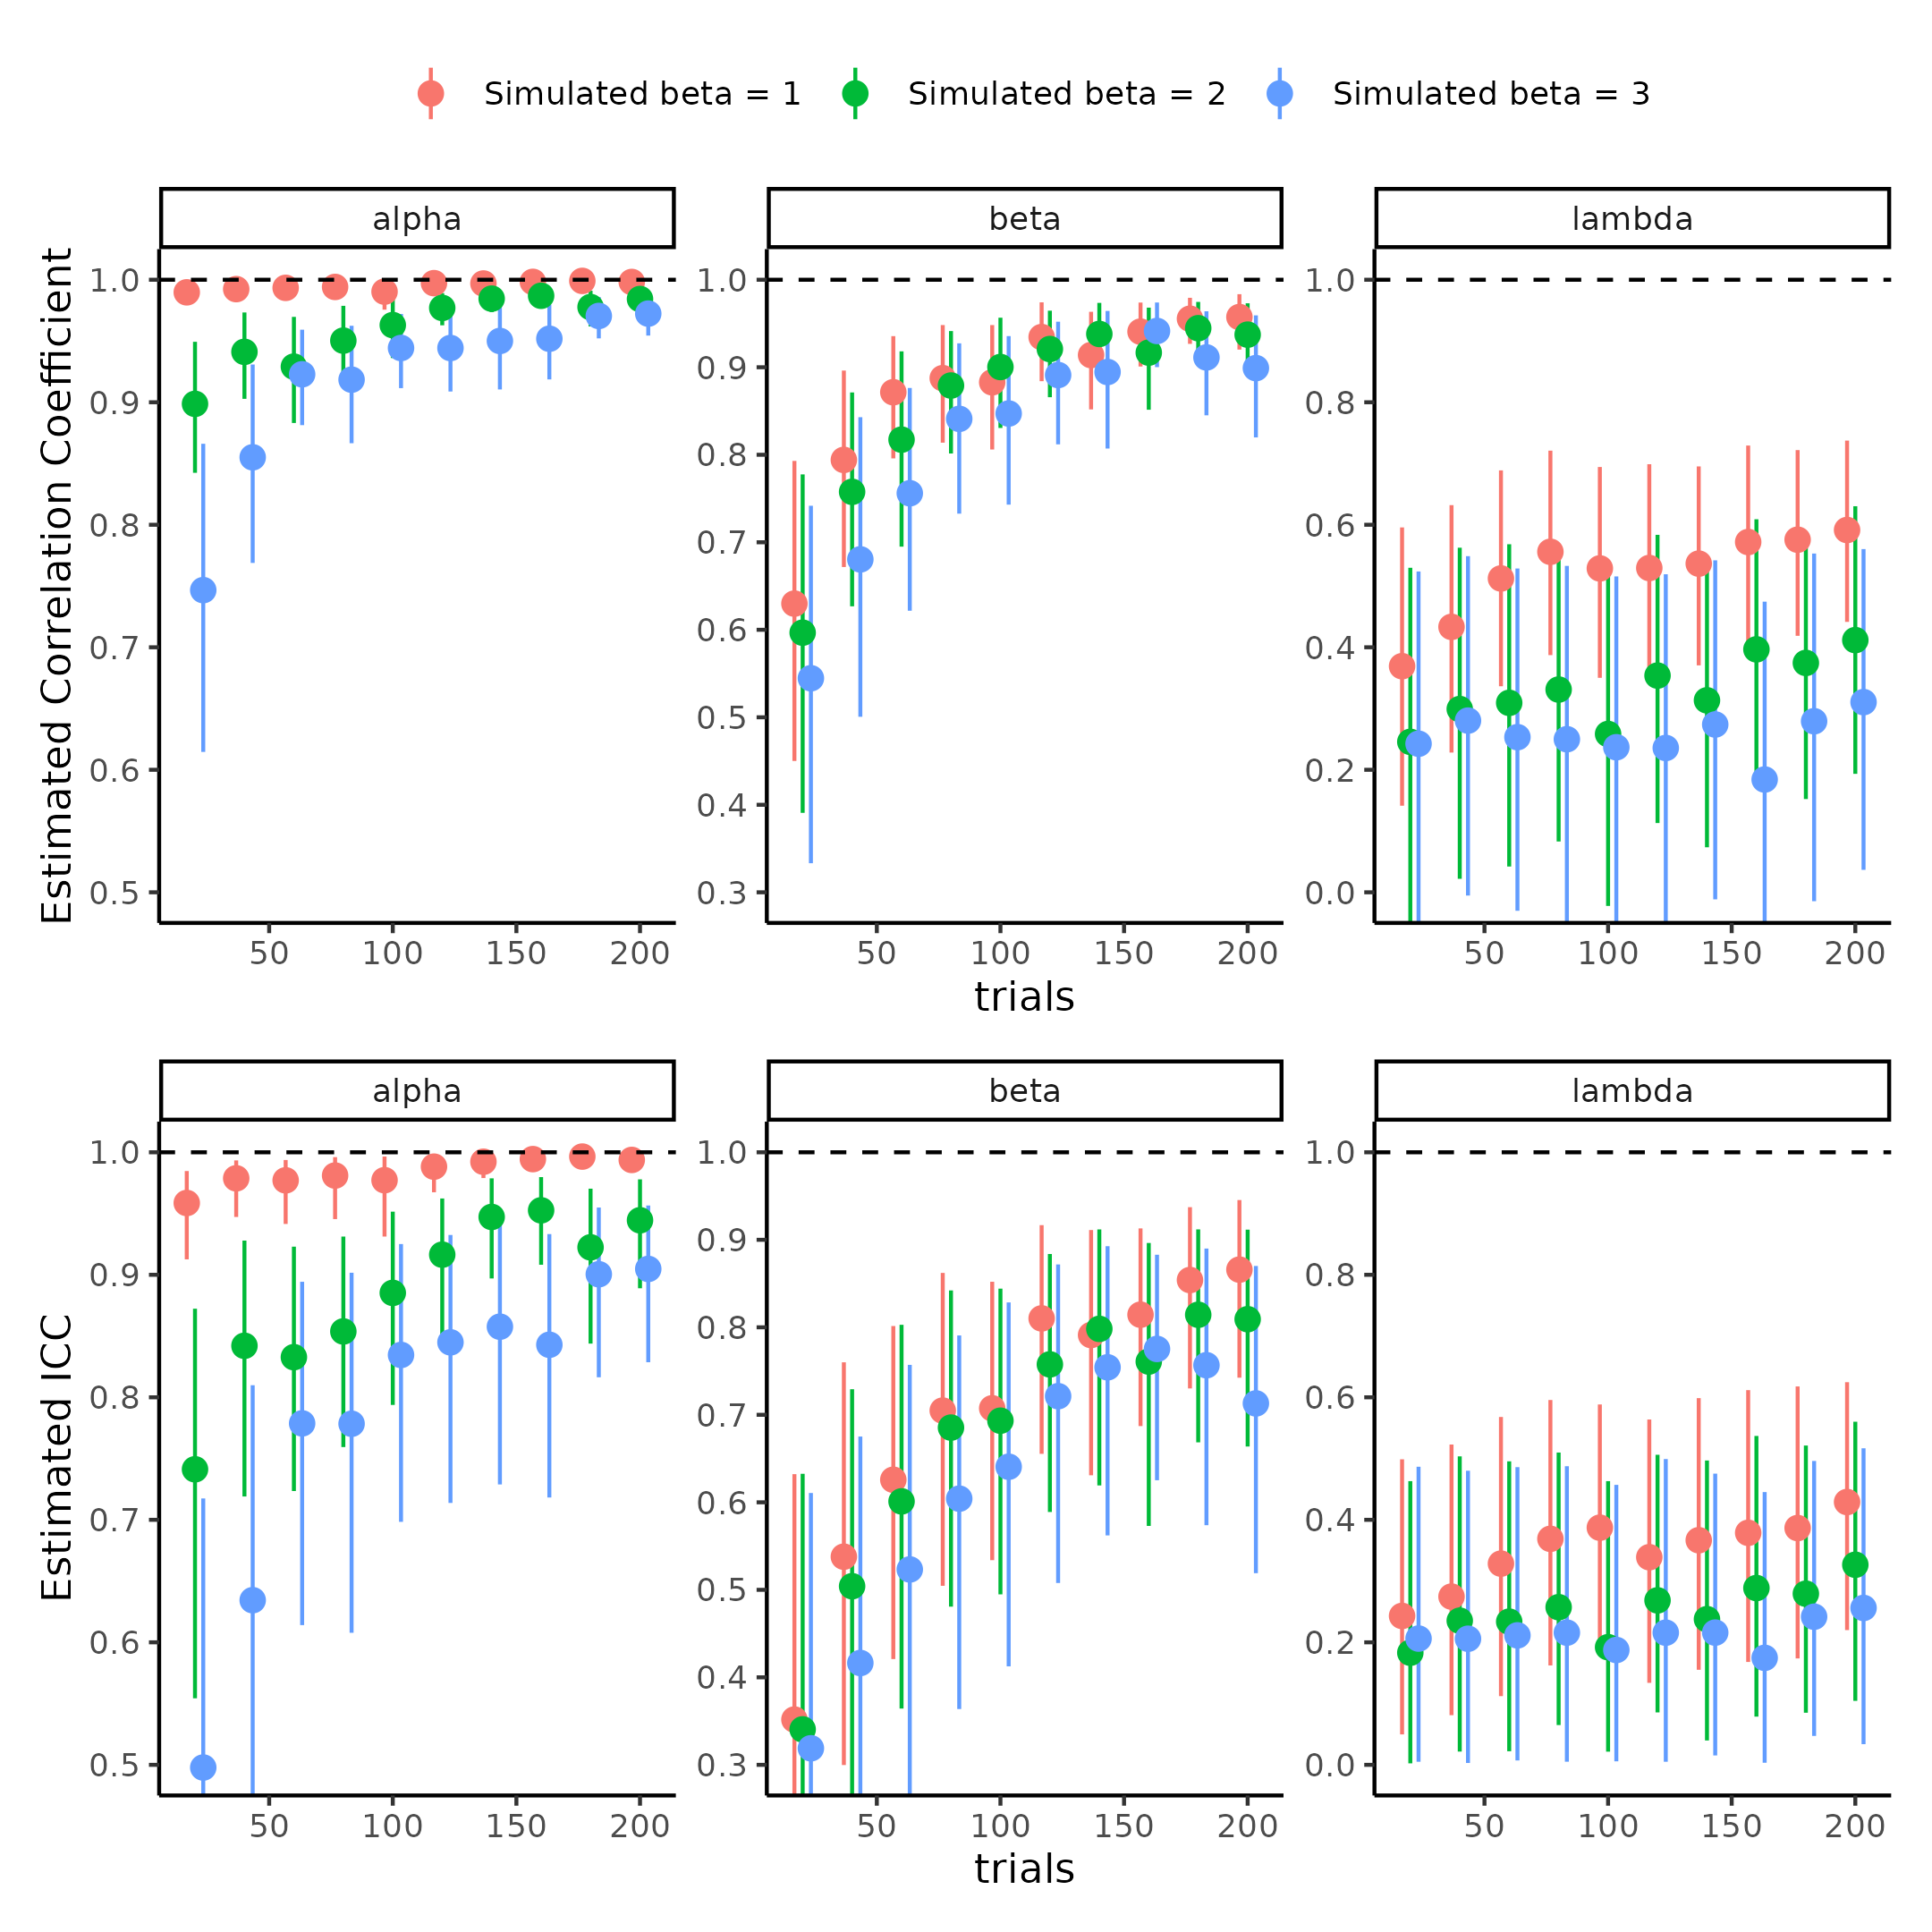 Simulated beta = 1 Simulated beta = 2 Simulated beta = 3
alpha beta lambda
Estimated Correlation Coefficient
1.0 0.9 0.8 0.7 0.6 0.5
1.0 0.9 0.8 0.7 0.6 0.5 0.4 0.3
1.0 0.8 0.6 0.4 0.2 0.0
50 100 150 200 50 100 150 200 50 100 150 200
trials
alpha beta lambda
Estimated ICC
1.0 0.9 0.8 0.7 0.6 0.5
1.0 0.9 0.8 0.7 0.6 0.5 0.4 0.3
1.0 0.8 0.6 0.4 0.2 0.0
50 100 150 200 50 100 150 200 50 100 150 200
trials